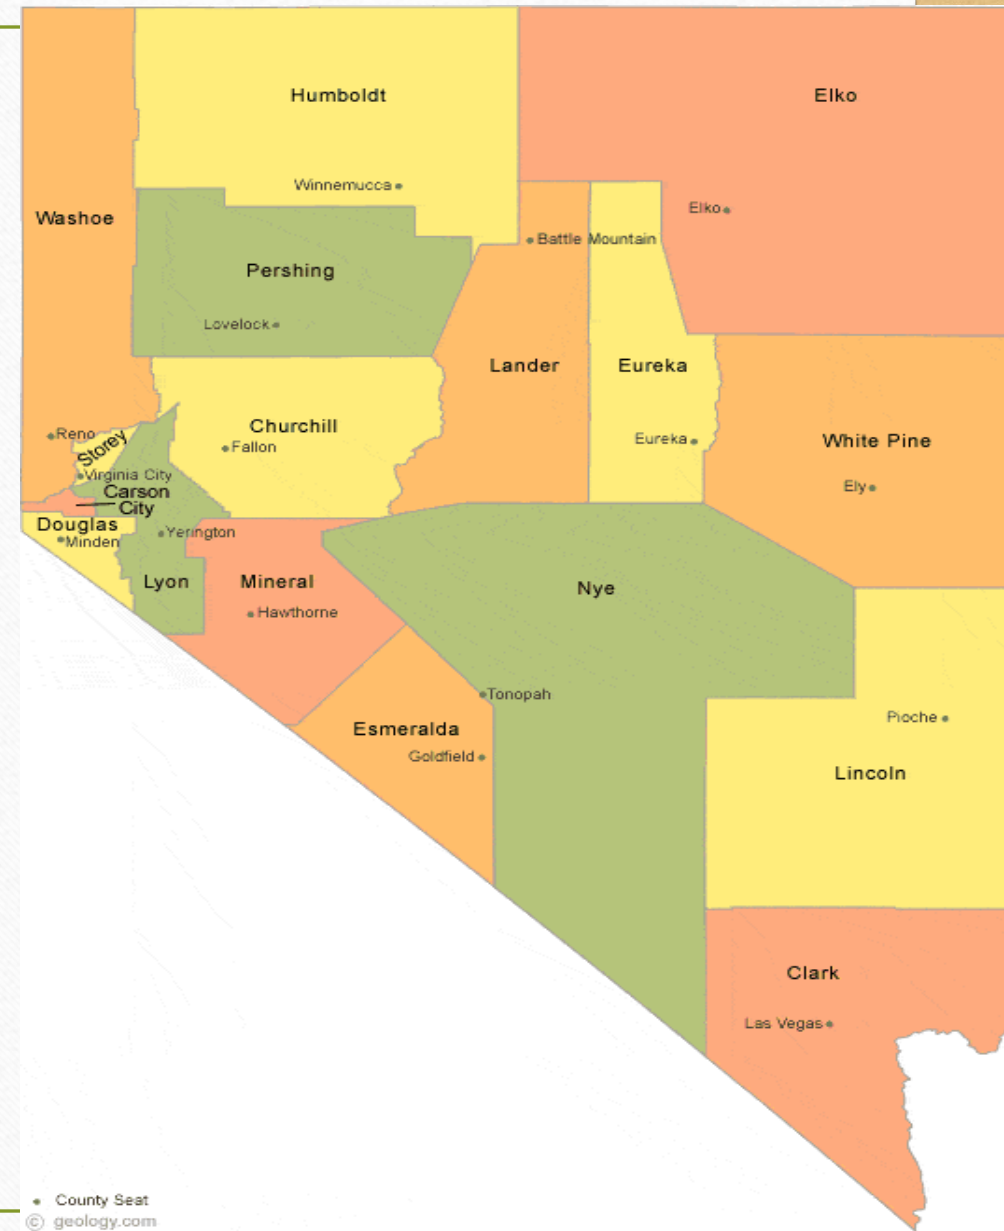 Humboldt
Elko
Winnemucca
Elko
Washoe
Battle Mountain
Pershing
Lovelock
Lander
Eureka
Churchill
Reno
Storey
Fallon
Eureka
White Pine
Virginia City
Ely
Carson
City
Douglas
Minden
Yerington
Lyon
Mineral
Nye
Hawthorne
Tonopah
Pioche
Esmeralda
Goldfield
Lincoln
Clark
Las Vegas
County Seat
© geology.com